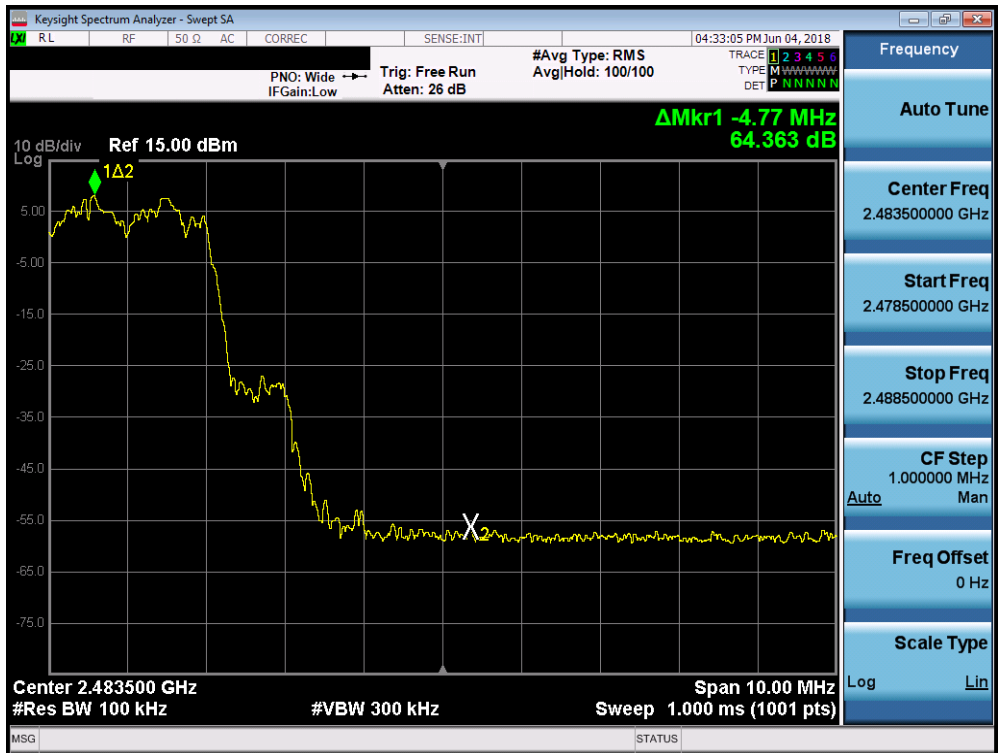 Keysight Spectrum Analyzer - Swept SA
LXI RL RF 50 Ω AC CORREC SENSE:INT 04:33:05 PM Jun 04, 2018
PNO: Wide
IFGain:Low
Trig: Free Run
Atten: 26 dB
#Avg Type: RMS
Avg|Hold: 100/100
TRACE 1 2 3 4 5 6
TYPE M WWWWW
DET P N N N N N
ΔMkr1 -4.77 MHz
64.363 dB
10 dB/div Ref 15.00 dBm
Log
1Δ2
5.00
-5.00
-15.0
-25.0
-35.0
-45.0
-55.0
-65.0
-75.0
X2
Center 2.483500 GHz Span 10.00 MHz
#Res BW 100 kHz #VBW 300 kHz Sweep 1.000 ms (1001 pts)
MSG STATUS
Frequency
Auto Tune
Center Freq
2.483500000 GHz
Start Freq
2.478500000 GHz
Stop Freq
2.488500000 GHz
CF Step
1.000000 MHz
Auto Man
Freq Offset
0 Hz
Scale Type
Log Lin